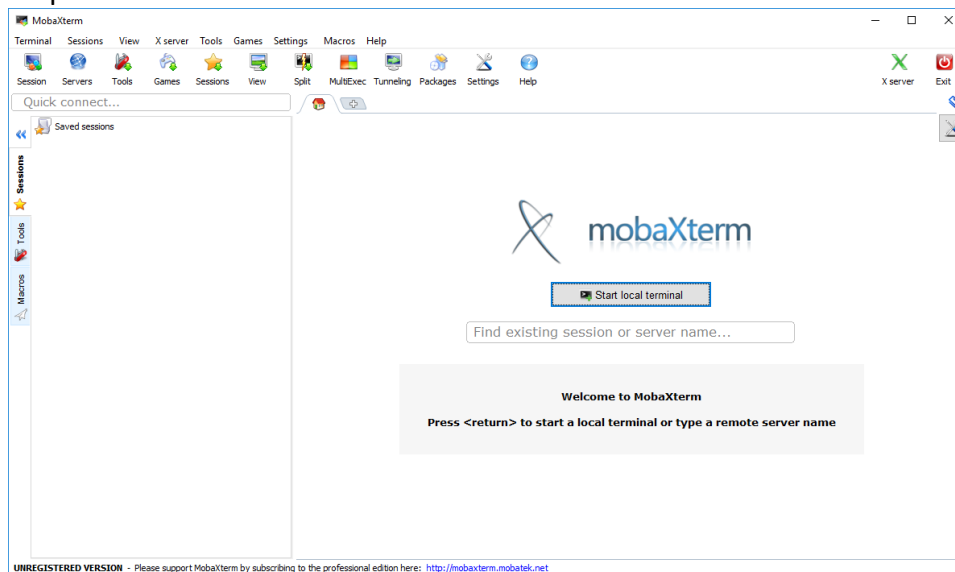 MobaXterm
Terminal Sessions View X server Tools Games Settings Macros Help
Session Servers Tools Games Sessions View Split MultiExec Tunneling Packages Settings Help X server Exit
Quick connect...
Saved sessions
Sessions
Tools
Macros
mobaXterm
Start local terminal
Find existing session or server name...
Welcome to MobaXterm
Press <return> to start a local terminal or type a remote server name
UNREGISTERED VERSION - Please support MobaXterm by subscribing to the professional edition here: http://mobaxterm.mobatek.net